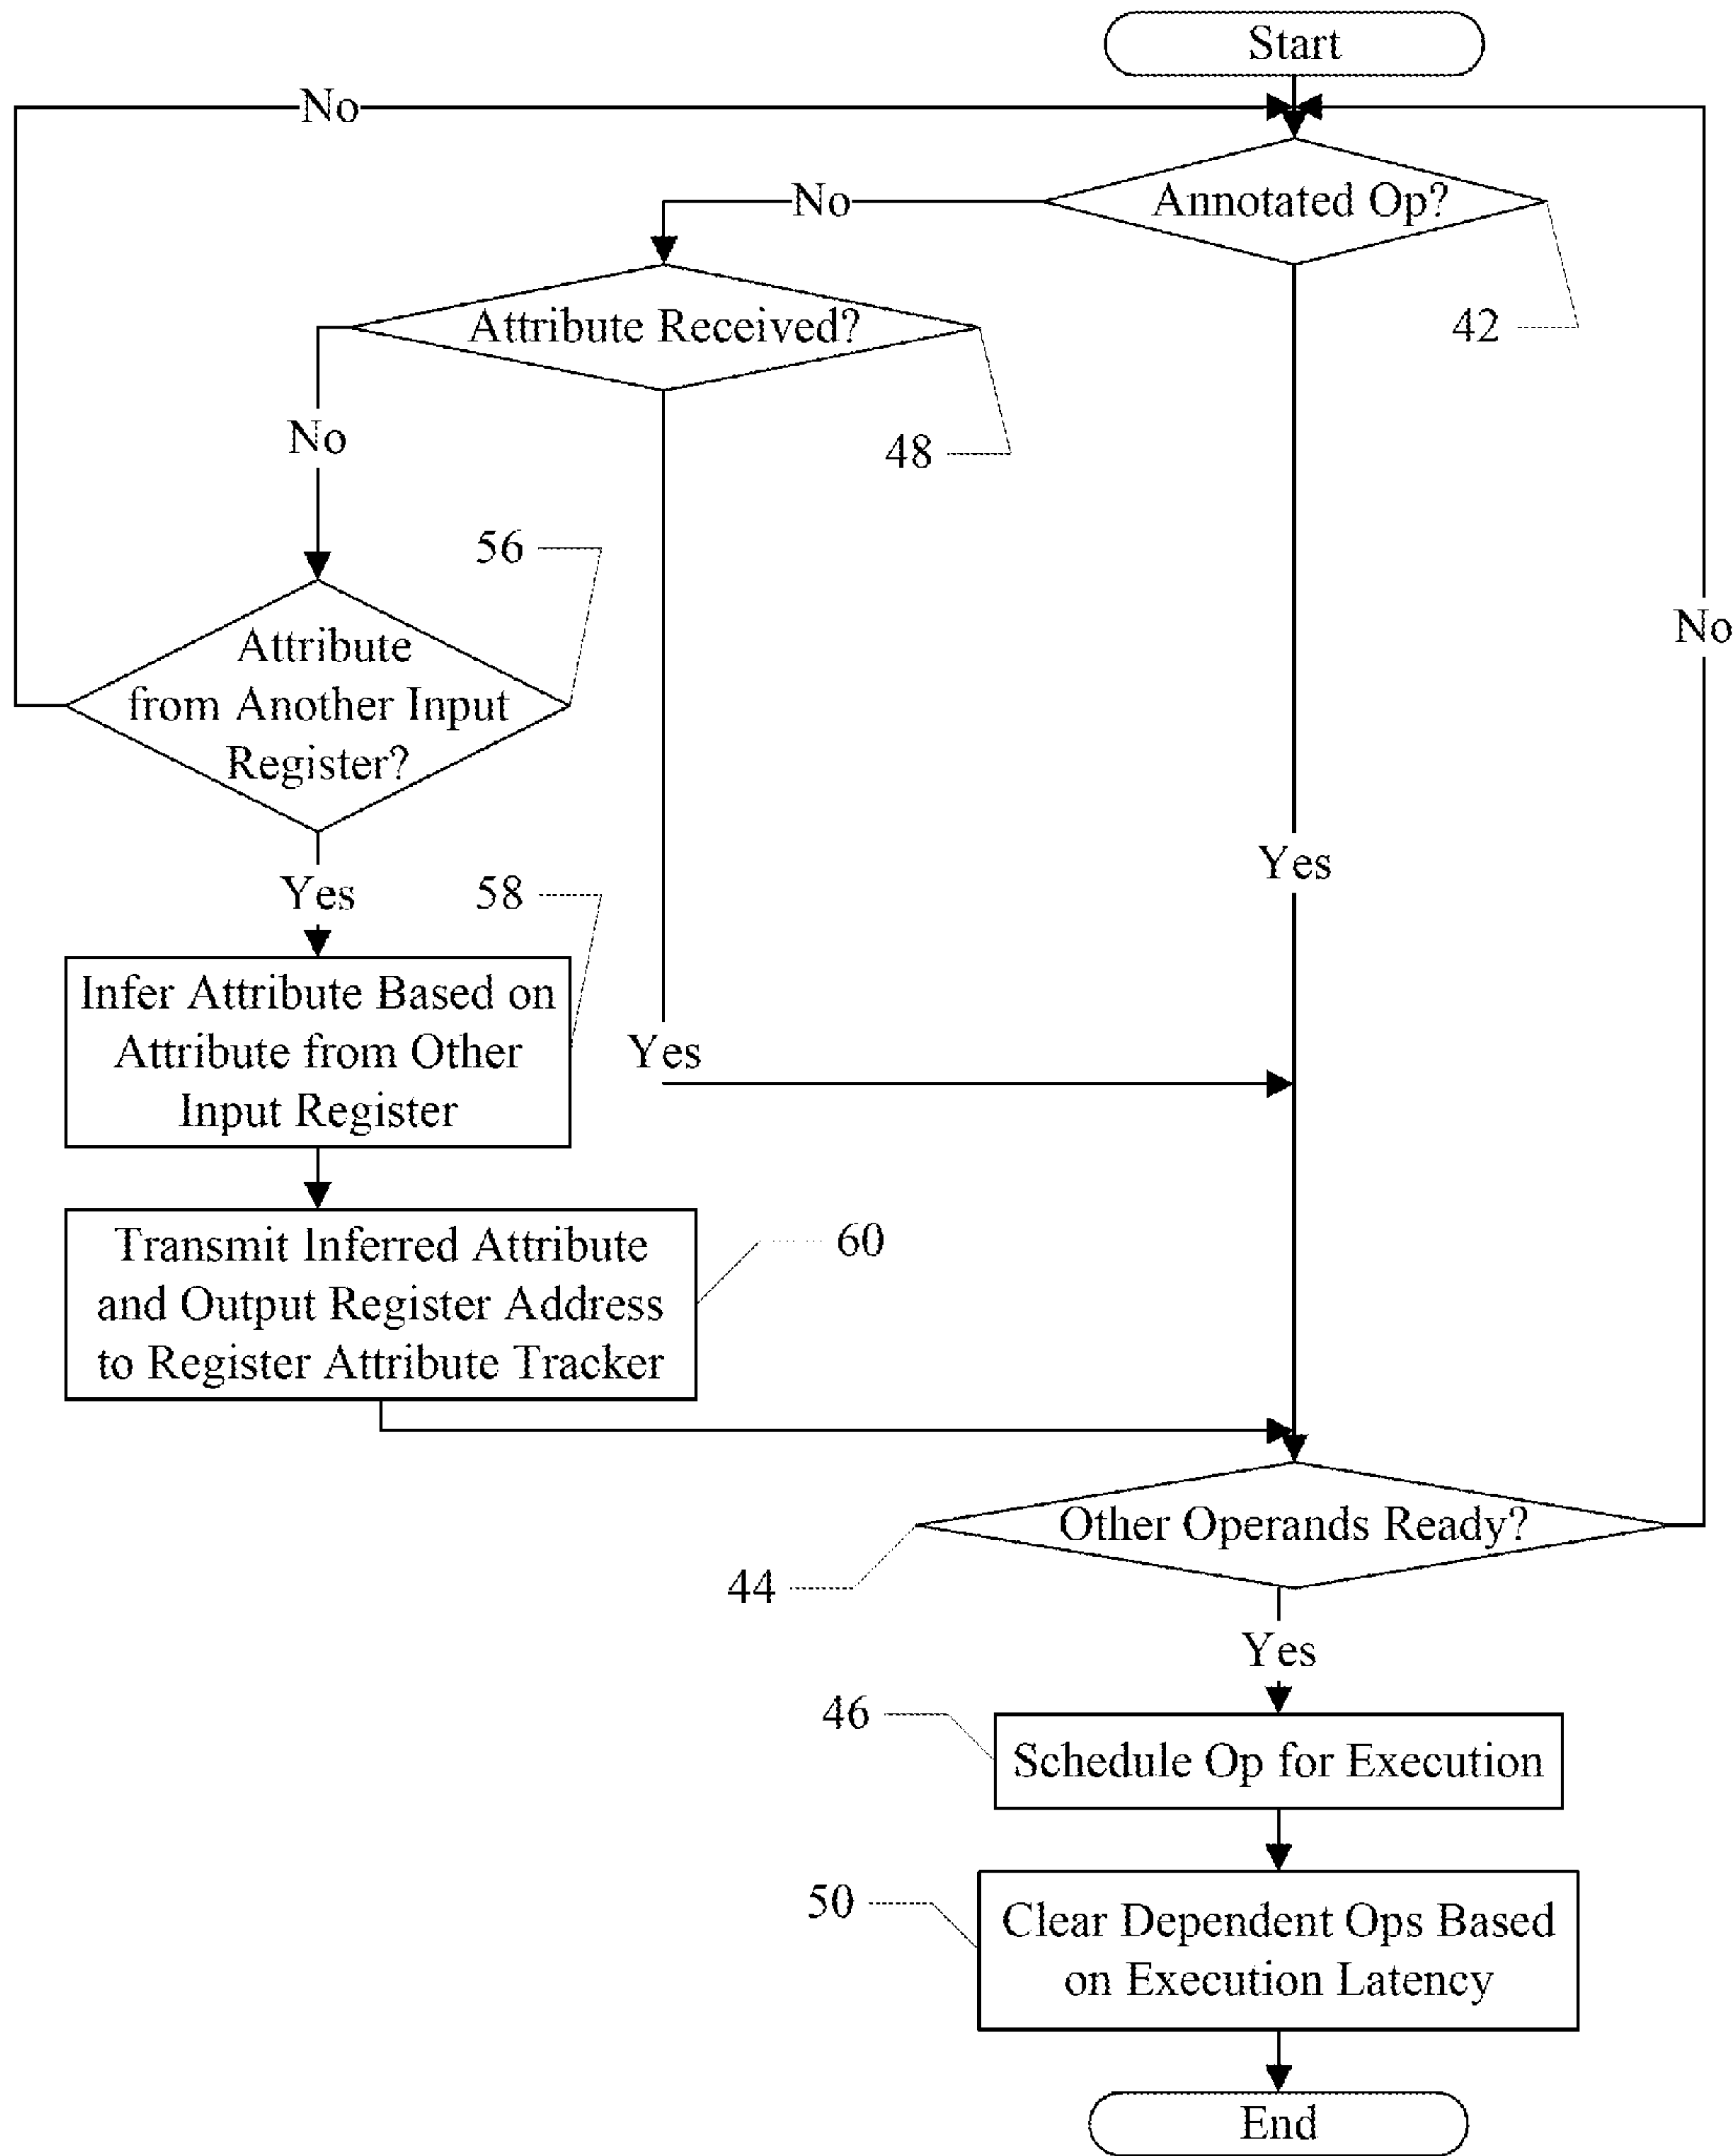 Start
No
No
Annotated Op?
42
Attribute Received?
48
No
56
Attribute
from Another Input
Register?
No
Yes
Yes
58
Infer Attribute Based on
Attribute from Other
Input Register
Yes
Transmit Inferred Attribute
and Output Register Address
to Register Attribute Tracker
60
Other Operands Ready?
44
Yes
46
Schedule Op for Execution
50
Clear Dependent Ops Based
on Execution Latency
End